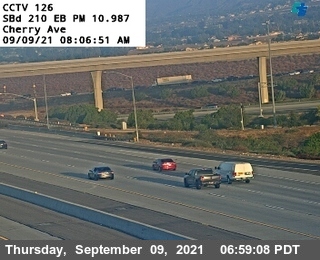 CCTV 126
SBd 210 EB PM 10.987
Cherry Ave
09/09/21 08:06:51 AM
Thursday, September 09, 2021 06:59:08 PDT